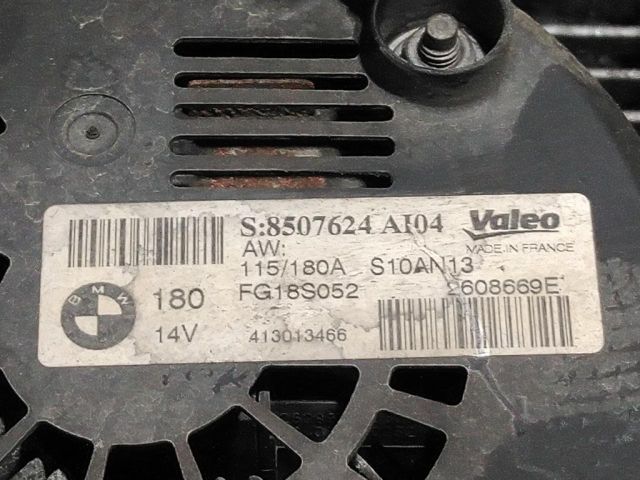 S:8507624 AI04
Valeo
MADE IN FRANCE
AW:
115/180A S10AN13
BMW
180
FG18S052
2608669E
14V
413013466